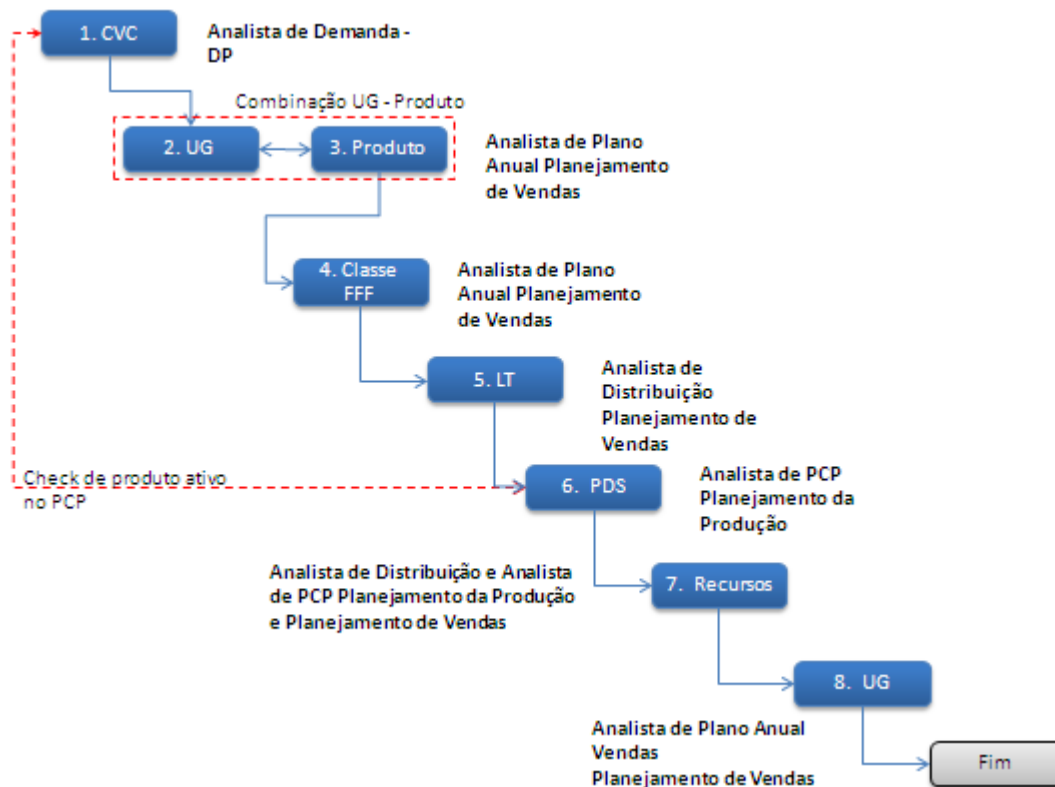 1. CVC
Analista de Demanda -
DP
Combinação UG - Produto
2. UG
3. Produto
Analista de Plano
Anual Planejamento
de Vendas
4. Classe
FFF
Analista de Plano
Anual Planejamento
de Vendas
5. LT
Analista de
Distribuição
Planejamento de
Vendas
Check de produto ativo
no PCP
6. PDS
Analista de PCP
Planejamento da
Produção
Analista de Distribuição e Analista
de PCP Planejamento da Produção
e Planejamento de Vendas
7. Recursos
8. UG
Analista de Plano Anual
Vendas
Planejamento de Vendas
Fim